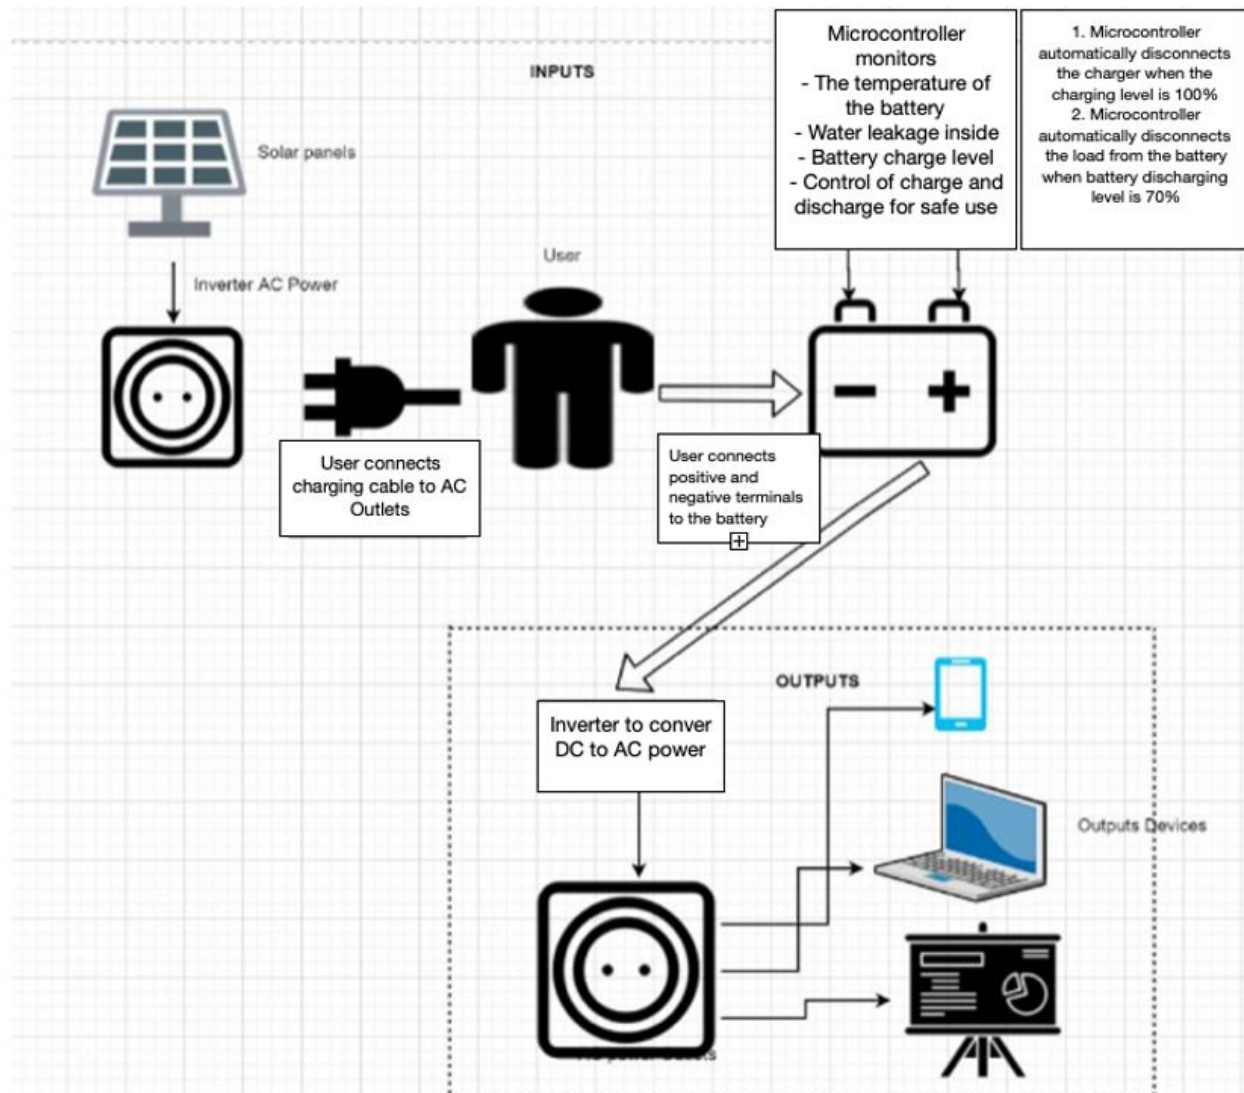 INPUTS
Solar panels
Inverter AC Power
User
Microcontroller
monitors
- The temperature of
the battery
- Water leakage inside
- Battery charge level
- Control of charge and
discharge for safe use
1. Microcontroller
automatically disconnects
the charger when the
charging level is 100%
2. Microcontroller
automatically disconnects
the load from the battery
when battery discharging
level is 70%
User connects
charging cable to AC
Outlets
User connects
positive and
negative terminals
to the battery
OUTPUTS
Inverter to conver
DC to AC power
Outputs Devices
power